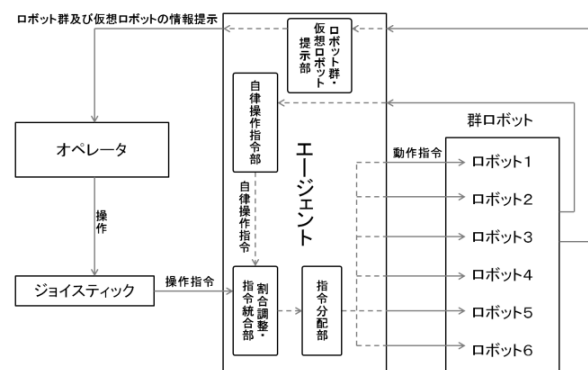 ロボット群及び仮想ロボットの情報提示
ロボット群・
仮想ロボット
提示部
自律操作指令部
群ロボット
オペレータ
エージェント
動作指令
ロボット1
ロボット2
ロボット3
ロボット4
ロボット5
ロボット6
操作
自律操作指令
ジョイスティック
操作指令
割合調整・
指令統合部
指令分配部